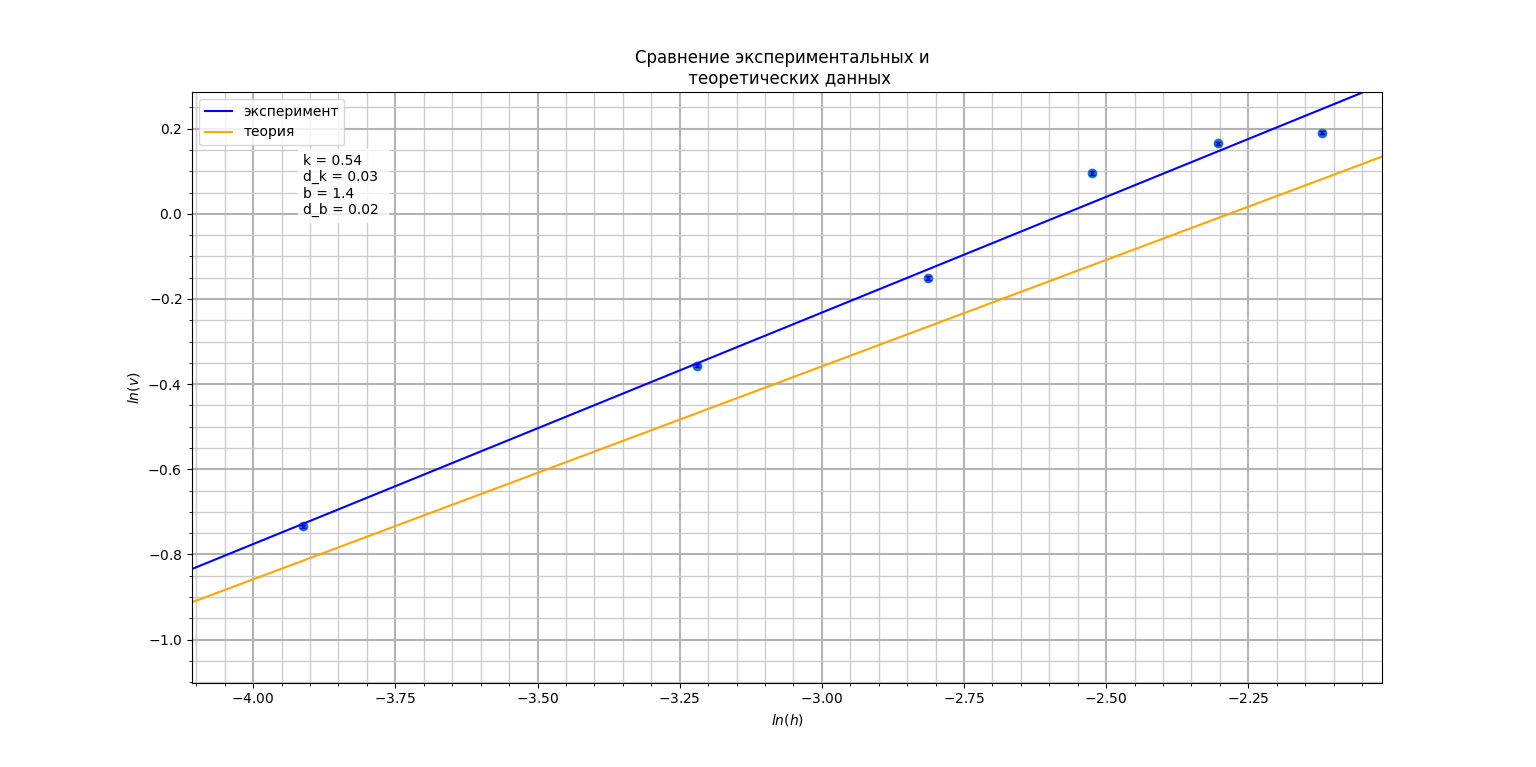 Сравнение экспериментальных и
теоретических данных
эксперимент
теория
k = 0.54
d_k = 0.03
b = 1.4
d_b = 0.02
ln(v)
0.2
0.0
−0.2
−0.4
−0.6
−0.8
−1.0
−4.00 −3.75 −3.50 −3.25 −3.00 −2.75 −2.50 −2.25
ln(h)